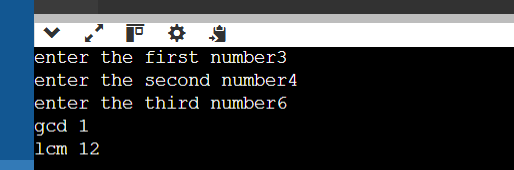 enter the first number3
enter the second number4
enter the third number6
gcd 1
lcm 12